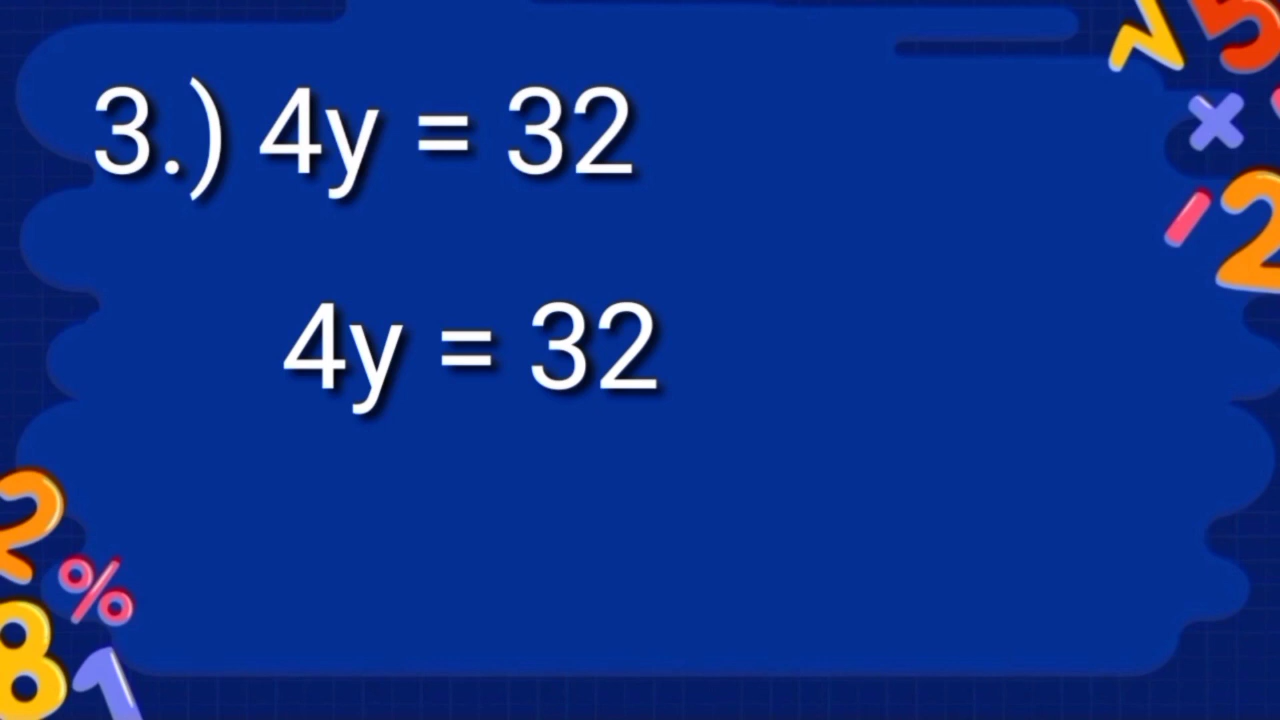 3.) 4y = 32
4y = 32